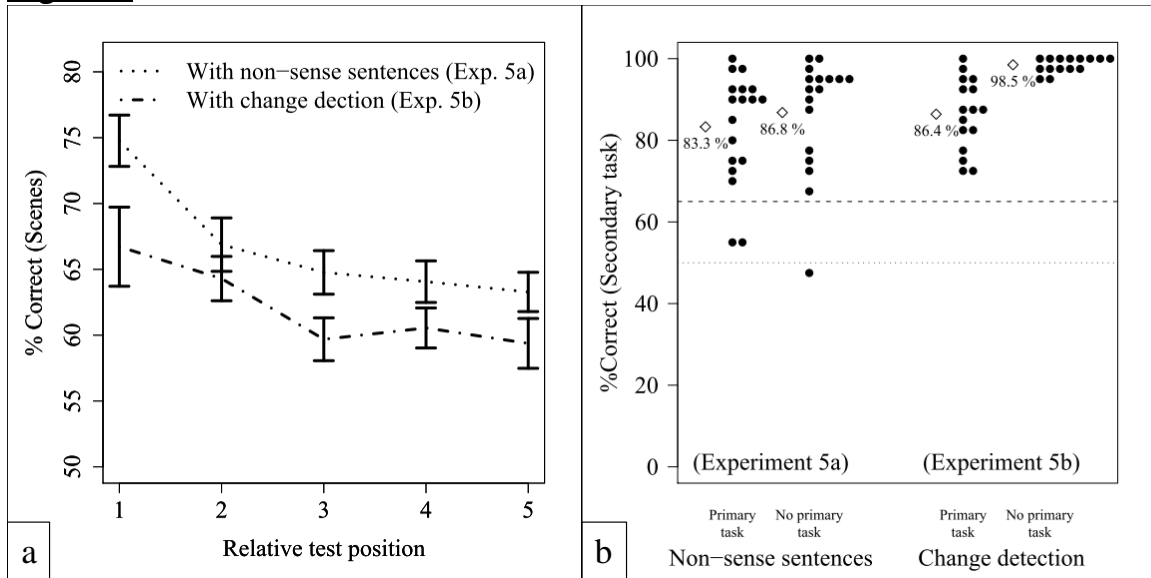 80
75
70
65
60
55
50
% Correct (Scenes)
With non−sense sentences (Exp. 5a)
With change dection (Exp. 5b)
1 2 3 4 5
Relative test position
a
100
80
60
40
20
0
%Correct (Secondary task)
83.3 %
86.8 %
86.4 %
98.5 %
(Experiment 5a) (Experiment 5b)
Primary task
No primary task
Primary task
No primary task
Non−sense sentences Change detection
b